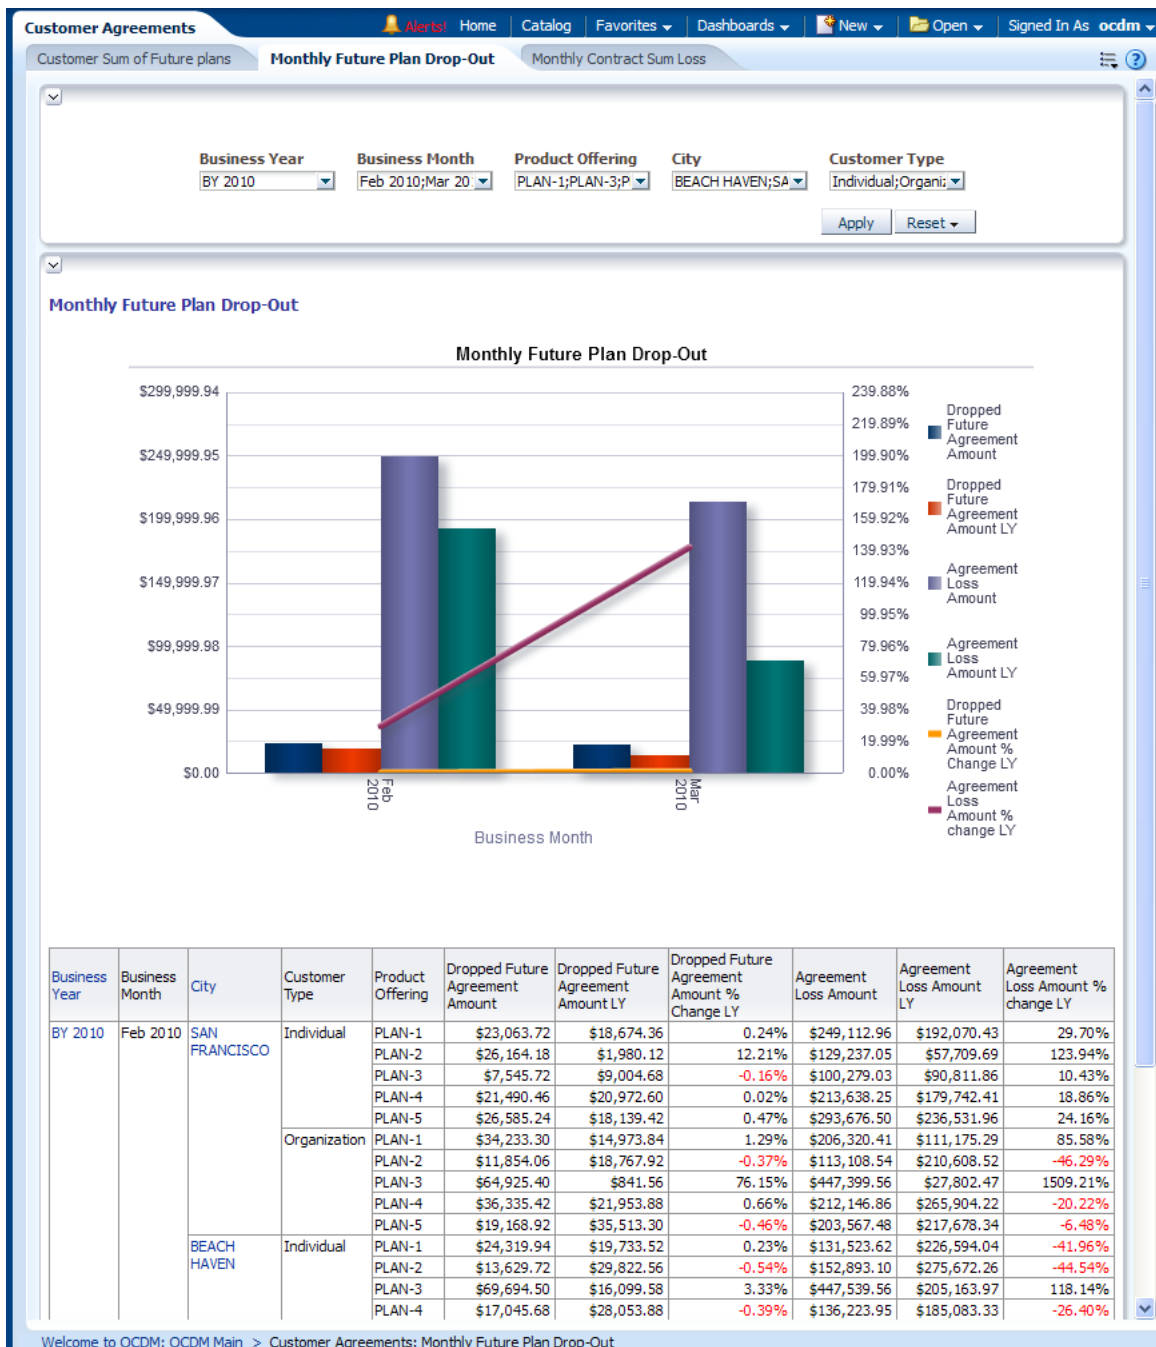 Customer Agreements
Alerts! Home Catalog Favorites Dashboards New Open Signed In As ocdm
Customer Sum of Future plans Monthly Future Plan Drop-Out Monthly Contract Sum Loss
Business Year Business Month Product Offering City Customer Type
BY 2010 Feb 2010;Mar 20 PLAN-1;PLAN-3;P BEACH HAVEN;SA Individual;Organi
Apply Reset
Monthly Future Plan Drop-Out
Monthly Future Plan Drop-Out
$299,999.94
$249,999.95
$199,999.96
$149,999.97
$99,999.98
$49,999.99
$0.00
239.88%
219.89%
199.90%
179.91%
159.92%
139.93%
119.94%
99.95%
79.96%
59.97%
39.98%
19.99%
0.00%
Feb
2010
Mar
2010
Business Month
Dropped
Future
Agreement
Amount
Dropped
Future
Agreement
Amount LY
Agreement
Loss
Amount
Agreement
Loss
Amount LY
Dropped
Future
Agreement
Amount %
Change LY
Agreement
Loss
Amount %
change LY
Business Year Business Month City Customer Type Product Offering Dropped Future Agreement Amount Dropped Future Agreement Amount LY Dropped Future Agreement Amount % Change LY Agreement Loss Amount Agreement Loss Amount LY Agreement Loss Amount % change LY
BY 2010 Feb 2010 SAN FRANCISCO Individual PLAN-1 $23,063.72 $18,674.36 0.24% $249,112.96 $192,070.43 29.70%
PLAN-2 $26,164.18 $1,980.12 12.21% $129,237.05 $57,709.69 123.94%
PLAN-3 $7,545.72 $9,004.68 -0.16% $100,279.03 $90,811.86 10.43%
PLAN-4 $21,490.46 $20,972.60 0.02% $213,638.25 $179,742.41 18.86%
PLAN-5 $26,585.24 $18,139.42 0.47% $293,676.50 $236,531.96 24.16%
Organization PLAN-1 $34,233.30 $14,973.84 1.29% $206,320.41 $111,175.29 85.58%
PLAN-2 $11,854.06 $18,767.92 -0.37% $113,108.54 $210,608.52 -46.29%
PLAN-3 $64,925.40 $841.56 76.15% $447,399.56 $27,802.47 1509.21%
PLAN-4 $36,335.42 $21,953.88 0.66% $212,146.86 $265,904.22 -20.22%
PLAN-5 $19,168.92 $35,513.30 -0.46% $203,567.48 $217,678.34 -6.48%
BEACH HAVEN Individual PLAN-1 $24,319.94 $19,733.52 0.23% $131,523.62 $226,594.04 -41.96%
PLAN-2 $13,629.72 $29,822.56 -0.54% $152,893.10 $275,672.26 -44.54%
PLAN-3 $69,694.50 $16,099.58 3.33% $447,539.56 $205,163.97 118.14%
PLAN-4 $17,045.68 $28,053.88 -0.39% $136,223.95 $185,083.33 -26.40%
Welcome to OCDM: OCDM Main > Customer Agreements: Monthly Future Plan Drop-Out